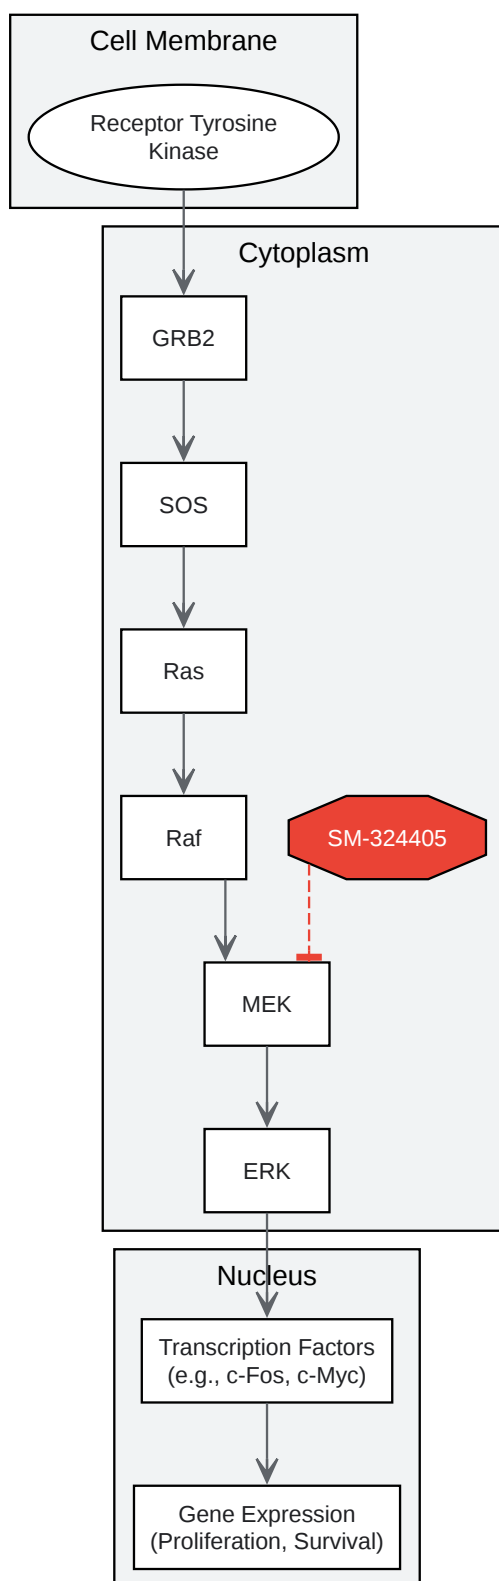 Cell Membrane
Receptor Tyrosine
Kinase
Cytoplasm
GRB2
SOS
Ras
Raf
SM-324405
MEK
ERK
Nucleus
Transcription Factors
(e.g., c-Fos, c-Myc)
Gene Expression
(Proliferation, Survival)